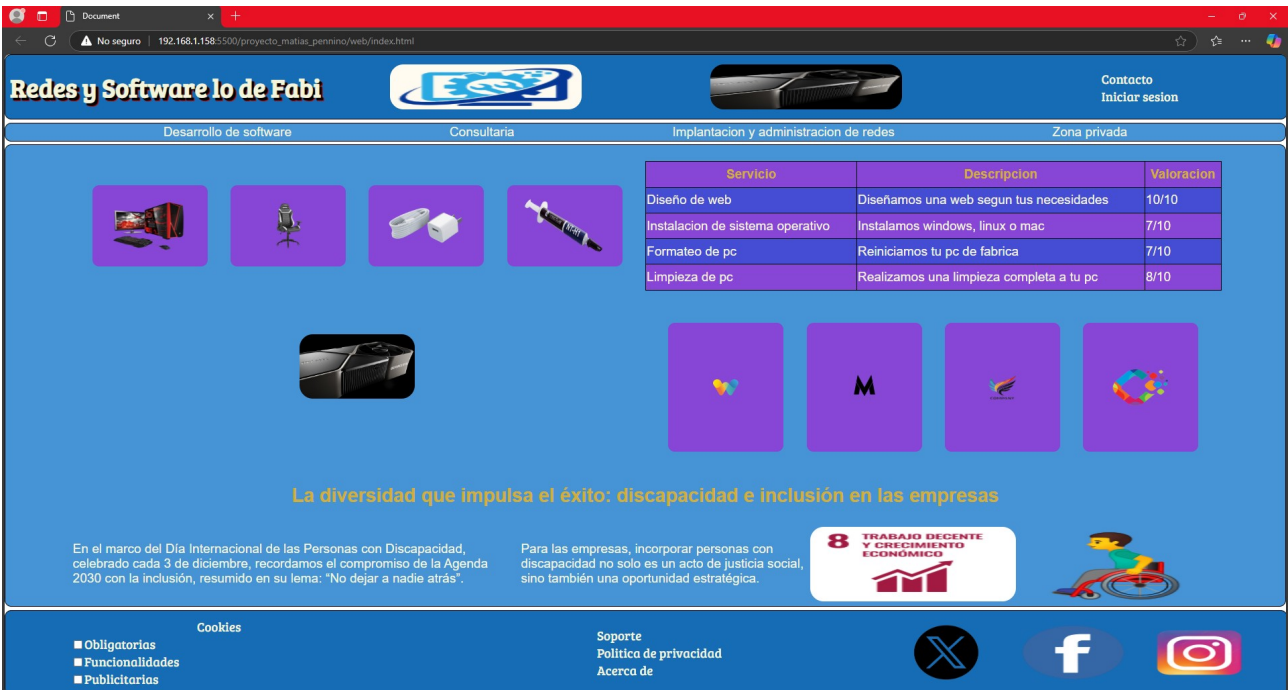 Document
No seguro
192.168.1.158:5500/proyecto_matias_pennino/web/index.html
Redes y Software lo de Fabi
Contacto
Iniciar sesion
Desarrollo de software
Consultaria
Implantacion y administracion de redes
Zona privada
Servicio Descripcion Valoracion
Diseño de web Diseñamos una web segun tus necesidades 10/10
Instalacion de sistema operativo Instalamos windows, linux o mac 7/10
Formateo de pc Reiniciamos tu pc de fabrica 7/10
Limpieza de pc Realizamos una limpieza completa a tu pc 8/10
M
La diversidad que impulsa el éxito: discapacidad e inclusión en las empresas
En el marco del Día Internacional de las Personas con Discapacidad,
celebrado cada 3 de diciembre, recordamos el compromiso de la Agenda
2030 con la inclusión, resumido en su lema: “No dejar a nadie atrás”.
Para las empresas, incorporar personas con
discapacidad no solo es un acto de justicia social,
sino también una oportunidad estratégica.
8 TRABAJO DECENTE
Y CRECIMIENTO
ECONÓMICO
Cookies
Obligatorias
Funcionalidades
Publicitarias
Soporte
Politica de privacidad
Acerca de